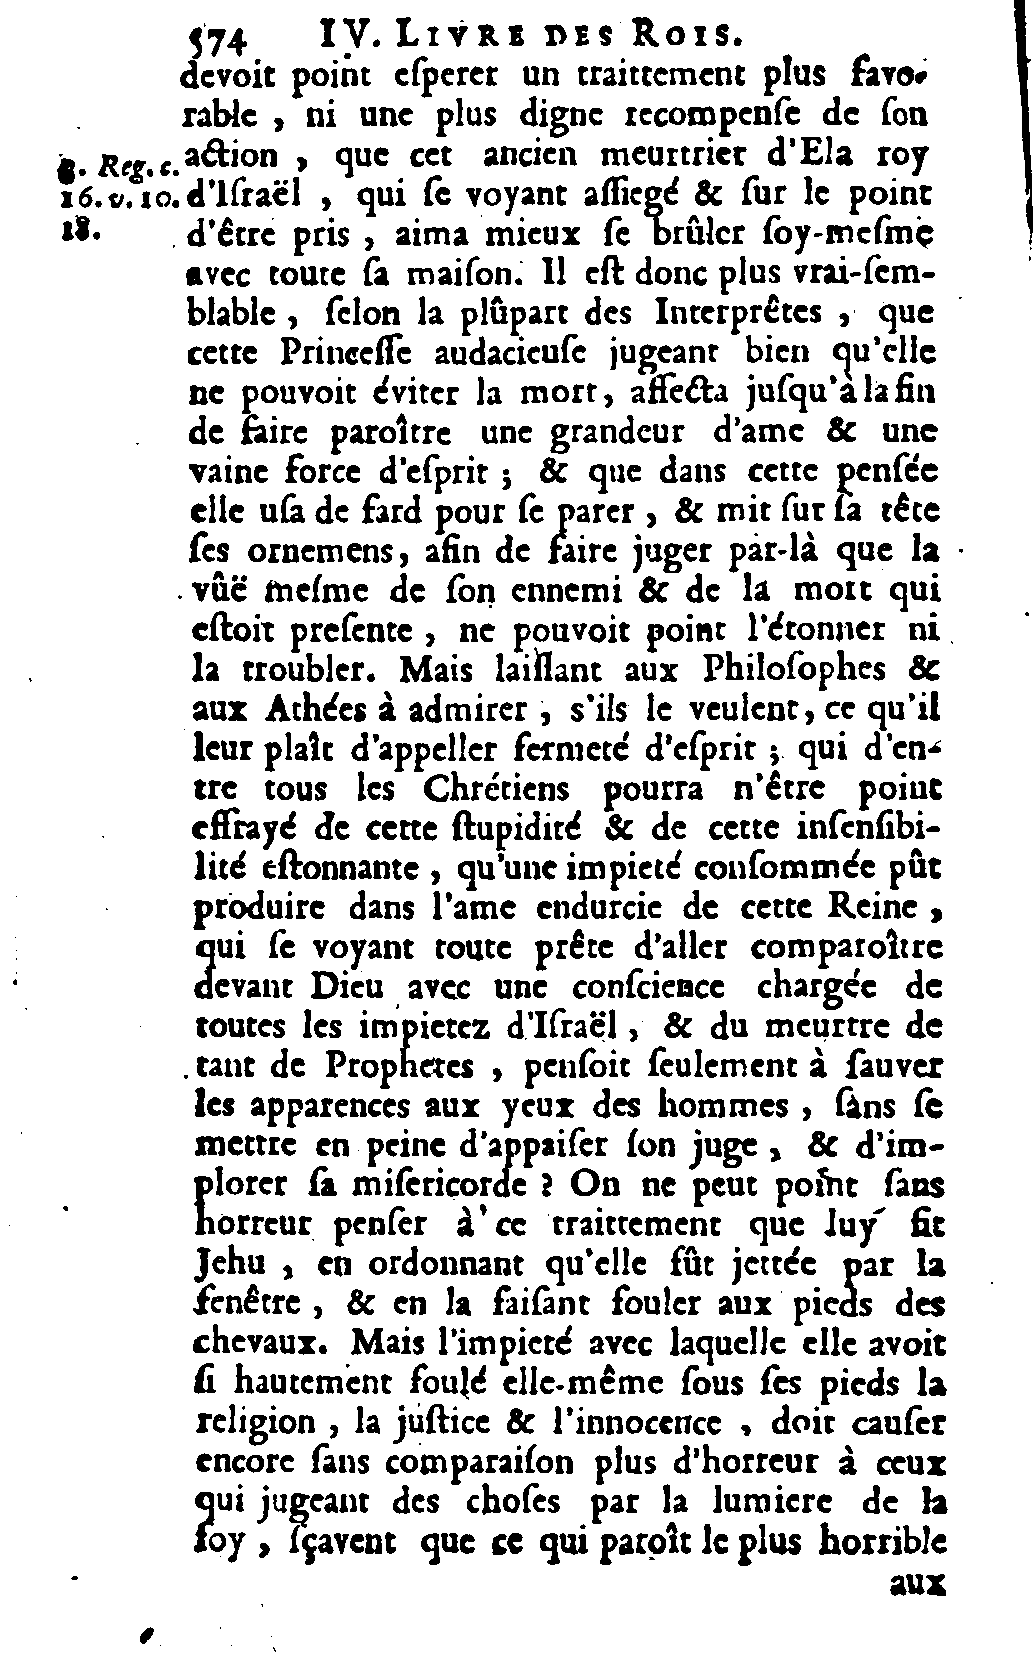 574 IV. LIVRE DES ROIS.
devoit point eſperer un traittement plus favo-
rable, ni une plus digne recompenſe de ſon
action, que cet ancien meurtrier d'Ela roy
3. Reg. c.
16. v. 10.
18.
d'Iſraël, qui ſe voyant aſſiegé & ſur le point
d'être pris, aima mieux ſe brûler ſoy-meſme
avec toute ſa maiſon. Il eſt donc plus vrai-ſem-
blable, ſelon la plûpart des Interprêtes, que
cette Princeſſe audacieuſe jugeant bien qu'elle
ne pouvoit éviter la mort, affecta juſqu'à la fin
de faire paroître une grandeur d'ame & une
vaine force d'eſprit; & que dans cette penſée
elle uſa de fard pour ſe parer, & mit ſur ſa tête
ſes ornemens, afin de faire juger par-là que la
vûë meſme de ſon ennemi & de la mort qui
eſtoit preſente, ne pouvoit point l'étonner ni
la troubler. Mais laiſſant aux Philoſophes &
aux Athées à admirer, s'ils le veulent, ce qu'il
leur plaît d'appeller fermeté d'eſprit; qui d'en-
tre tous les Chrétiens pourra n'être point
effrayé de cette ſtupidité & de cette inſenſibi-
lité eſtonnante, qu'une impieté conſommée pût
produire dans l'ame endurcie de cette Reine,
qui ſe voyant toute prête d'aller comparoître
devant Dieu avec une conſcience chargée de
toutes les impietez d'Iſraël, & du meurtre de
tant de Prophetes, penſoit ſeulement à ſauver
les apparences aux yeux des hommes, ſans ſe
mettre en peine d'appaiſer ſon juge, & d'im-
plorer ſa miſericorde? On ne peut point ſans
horreur penſer à ce traittement que luy fit
Jehu, en ordonnant qu'elle fût jettée par la
fenêtre, & en la faiſant fouler aux pieds des
chevaux. Mais l'impieté avec laquelle elle avoit
ſi hautement foulé elle-même ſous ſes pieds la
religion, la juſtice & l'innocence, doit cauſer
encore ſans comparaiſon plus d'horreur à ceux
qui jugeant des choſes par la lumiere de la
foy, ſçavent que ce qui paroît le plus horrible
aux